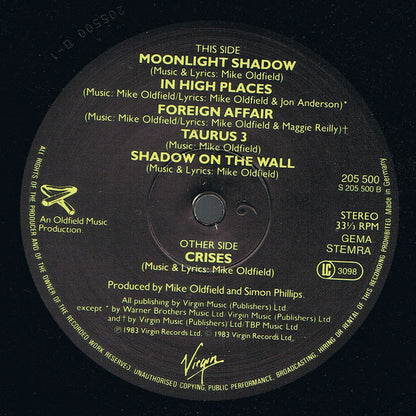 205500 B-1
THIS SIDE
MOONLIGHT SHADOW
(Music & Lyrics: Mike Oldfield)
IN HIGH PLACES
(Music: Mike Oldfield/Lyrics: Mike Oldfield & Jon Anderson)*
FOREIGN AFFAIR
(Music: Mike Oldfield/Lyrics: Mike Oldfield & Maggie Reilly)†
TAURUS 3
(Music: Mike Oldfield)
SHADOW ON THE WALL
(Music & Lyrics: Mike Oldfield)
205 500
S 205 500 B
An Oldfield Music
Production.
STEREO
33⅓ RPM
GEMA
STEMRA
LC 3098
OTHER SIDE
CRISES
(Music & Lyrics: Mike Oldfield)
Produced by Mike Oldfield and Simon Phillips.
All publishing by Virgin Music (Publishers) Ltd.
except * by Warner Brothers Music Ltd/Virgin Music (Publishers) Ltd
and † by Virgin Music (Publishers) Ltd/TBP Music Ltd
℗ 1983 Virgin Records Ltd. © 1983 Virgin Records Ltd.
Virgin
ALL RIGHTS OF THE PRODUCER AND OF THE OWNER OF THE RECORDED WORK RESERVED. UNAUTHORISED COPYING, PUBLIC PERFORMANCE, BROADCASTING, HIRING OR RENTAL OF THIS RECORDING PROHIBITED. Made in Germany